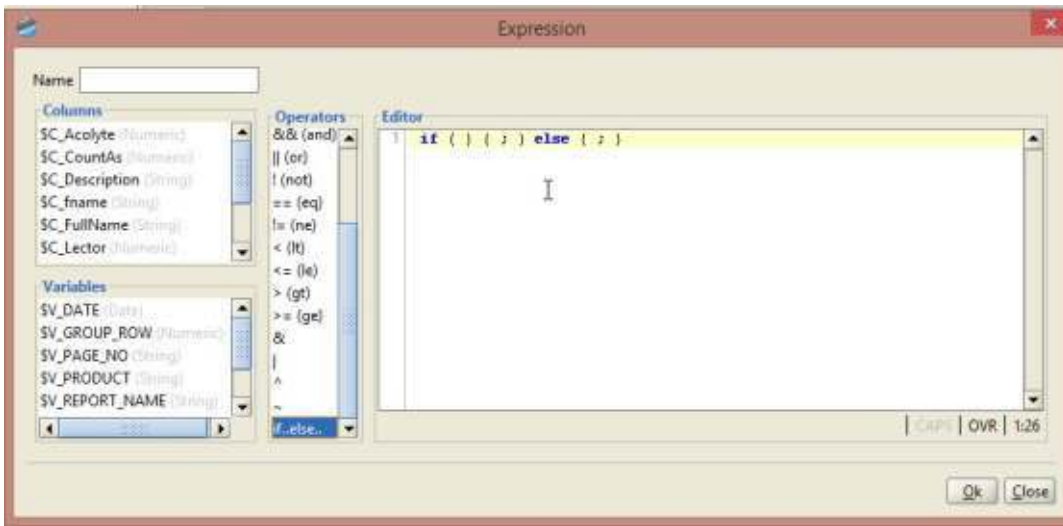 Expression
Name
Columns
$C_Acolyte (Numeric)
$C_CountAs (Numeric)
$C_Description (String)
$C_fname (String)
$C_FullName (String)
$C_Lector (Numeric)
Variables
$V_DATE (Date)
$V_GROUP_ROW (Numeric)
$V_PAGE_NO (String)
$V_PRODUCT (String)
$V_REPORT_NAME (String)
Operators
&& (and)
|| (or)
! (not)
== (eq)
!= (ne)
< (lt)
<= (le)
> (gt)
>= (ge)
&
|
^
~
if..else..
Editor
1 if ( ) { ; } else { ; }
CAPS OVR 1:26
Ok Close